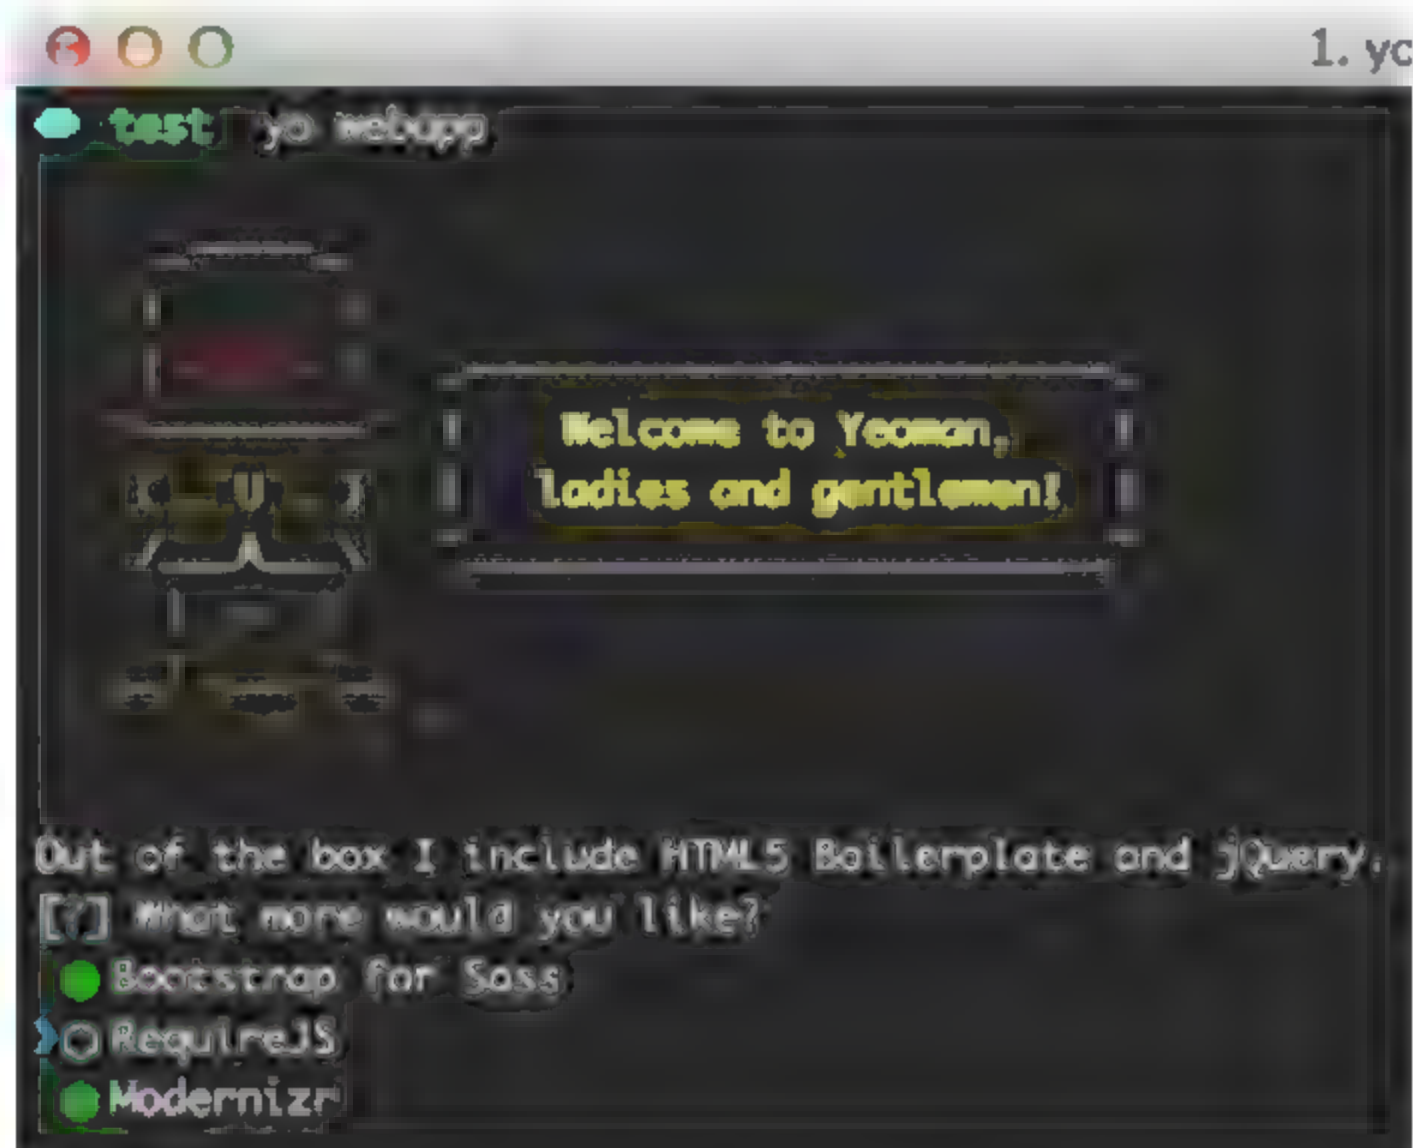 1. yo
test yo webapp
Welcome to Yeoman,
ladies and gentlemen!
Out of the box I include HTML5 Boilerplate and jQuery.
[?] What more would you like?
Bootstrap for Sass
RequireJS
Modernizr